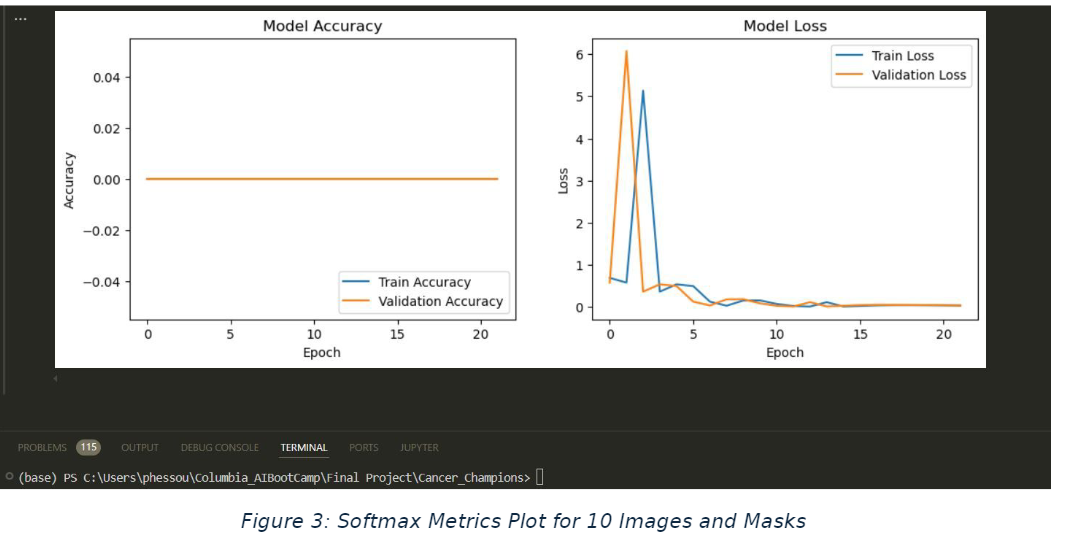 ...
Model Accuracy
0.04
0.02
0.00
−0.02
−0.04
Accuracy
0 5 10 15 20
Epoch
Train Accuracy
Validation Accuracy
Model Loss
6
5
4
3
2
1
0
Loss
0 5 10 15 20
Epoch
Train Loss
Validation Loss
PROBLEMS 115 OUTPUT DEBUG CONSOLE TERMINAL PORTS JUPYTER
(base) PS C:\Users\phessou\Columbia_AIBootCamp\Final Project\Cancer_Champions>
Figure 3: Softmax Metrics Plot for 10 Images and Masks